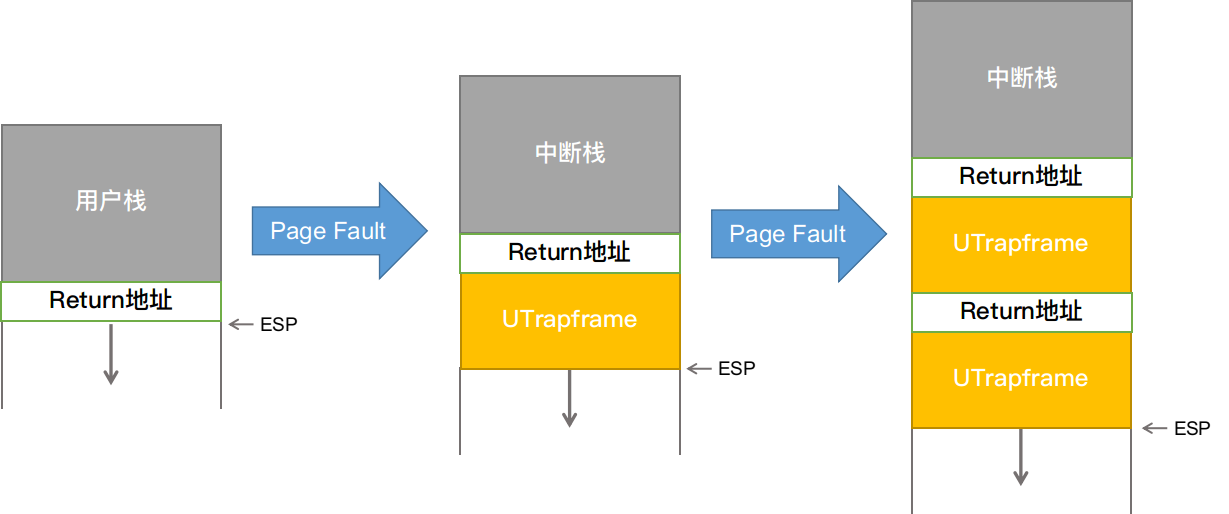 用户栈
Return地址
ESP
Page Fault
中断栈
Return地址
UTrapframe
ESP
Page Fault
中断栈
Return地址
UTrapframe
Return地址
UTrapframe
ESP